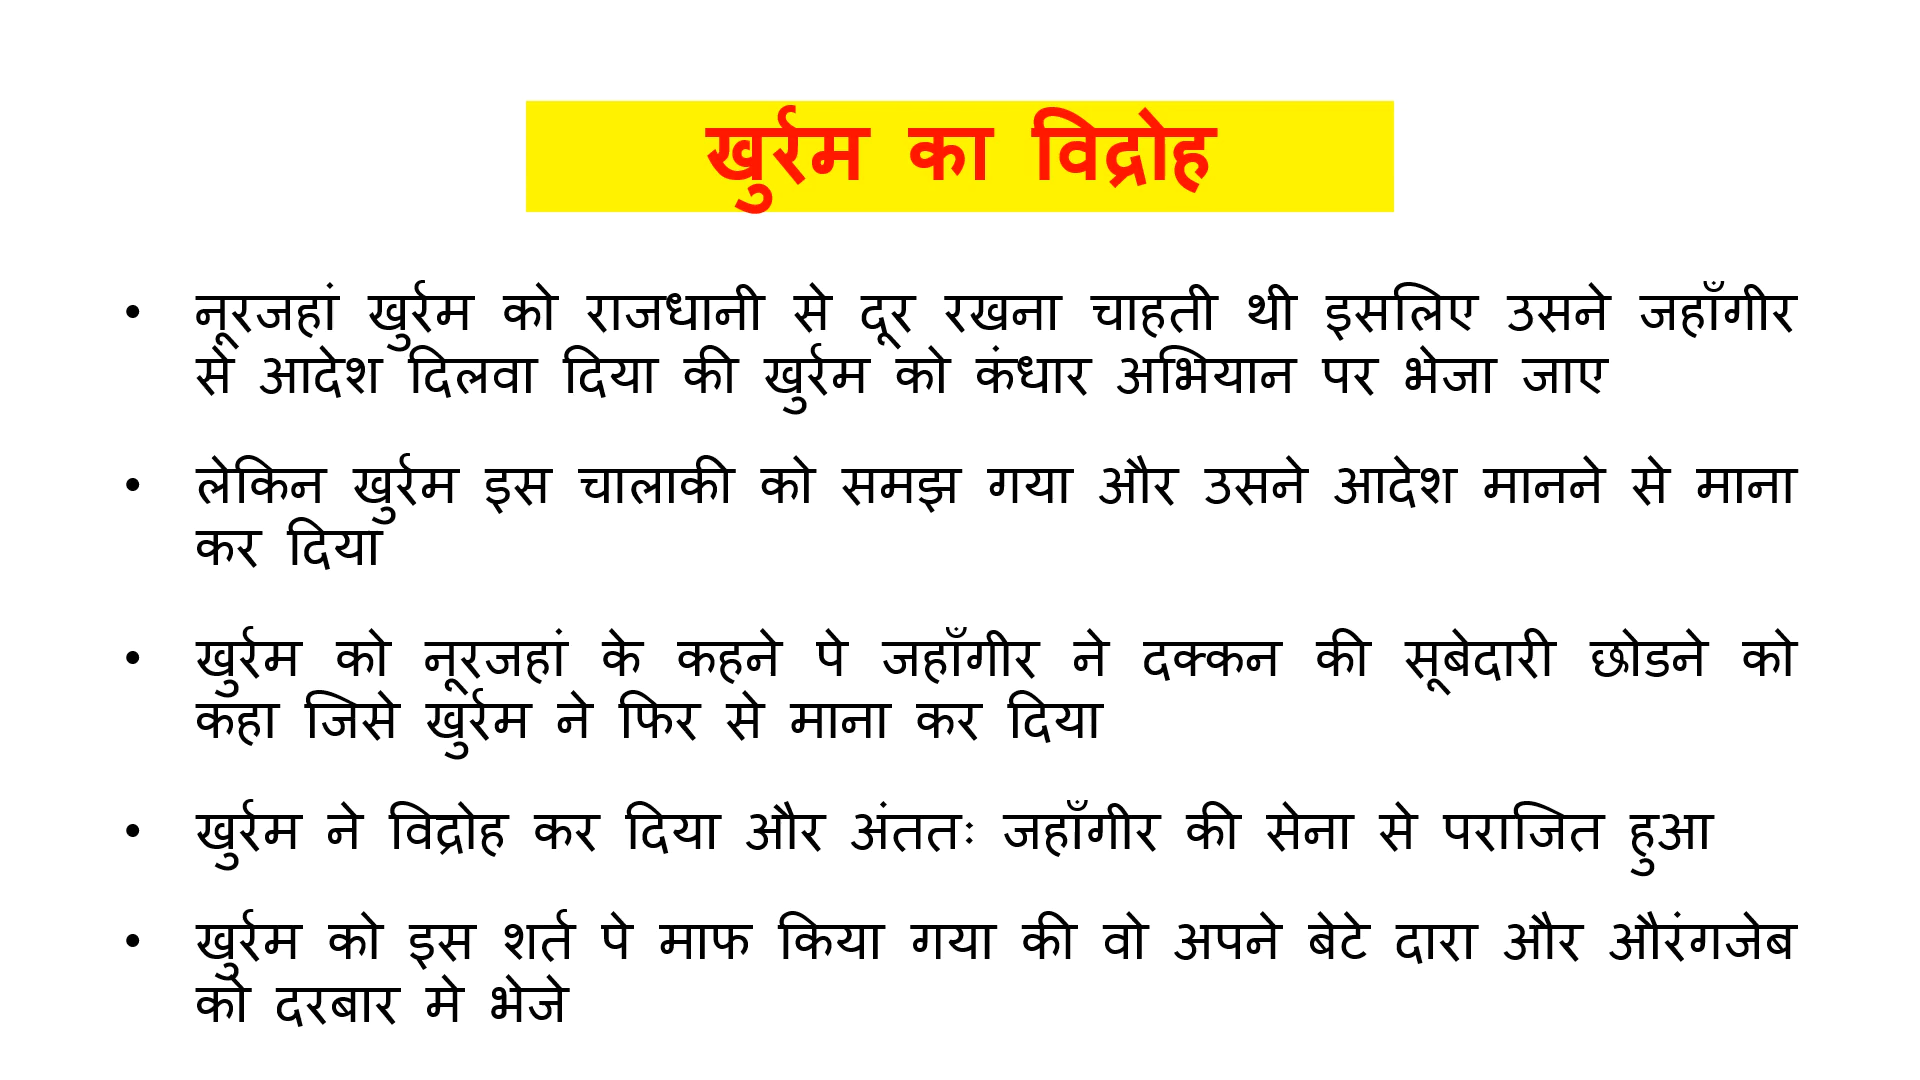 खुर्रम का विद्रोह
• नूरजहां खुर्रम को राजधानी से दूर रखना चाहती थी इसलिए उसने जहाँगीर
से आदेश दिलवा दिया की खुर्रम को कंधार अभियान पर भेजा जाए
• लेकिन खुर्रम इस चालाकी को समझ गया और उसने आदेश मानने से माना
कर दिया
• खुर्रम को नूरजहां के कहने पे जहाँगीर ने दक्कन की सूबेदारी छोडने को
कहा जिसे खुर्रम ने फिर से माना कर दिया
• खुर्रम ने विद्रोह कर दिया और अंततः जहाँगीर की सेना से पराजित हुआ
• खुर्रम को इस शर्त पे माफ किया गया की वो अपने बेटे दारा और औरंगजेब
को दरबार मे भेजे